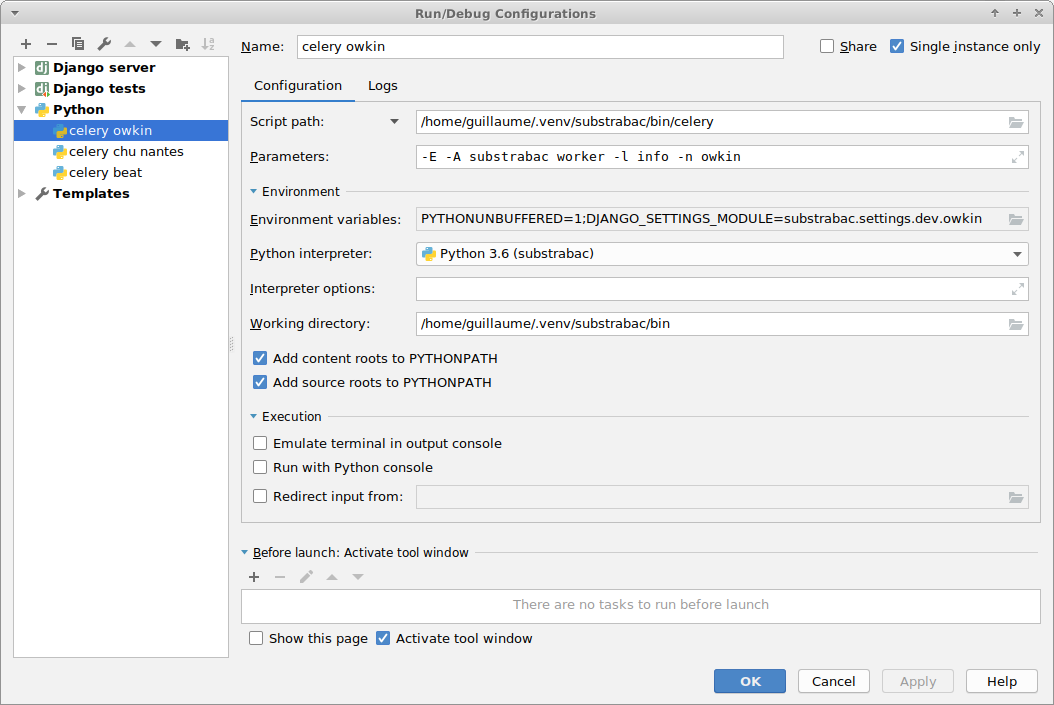 Run/Debug Configurations
Name: celery owkin
Share
Single instance only
Django server
Django tests
Python
celery owkin
celery chu nantes
celery beat
Templates
Configuration
Logs
Script path: /home/guillaume/.venv/substrabac/bin/celery
Parameters: -E -A substrabac worker -l info -n owkin
Environment
Environment variables: PYTHONUNBUFFERED=1;DJANGO_SETTINGS_MODULE=substrabac.settings.dev.owkin
Python interpreter: Python 3.6 (substrabac)
Interpreter options:
Working directory: /home/guillaume/.venv/substrabac/bin
Add content roots to PYTHONPATH
Add source roots to PYTHONPATH
Execution
Emulate terminal in output console
Run with Python console
Redirect input from:
Before launch: Activate tool window
There are no tasks to run before launch
Show this page
Activate tool window
OK
Cancel
Apply
Help